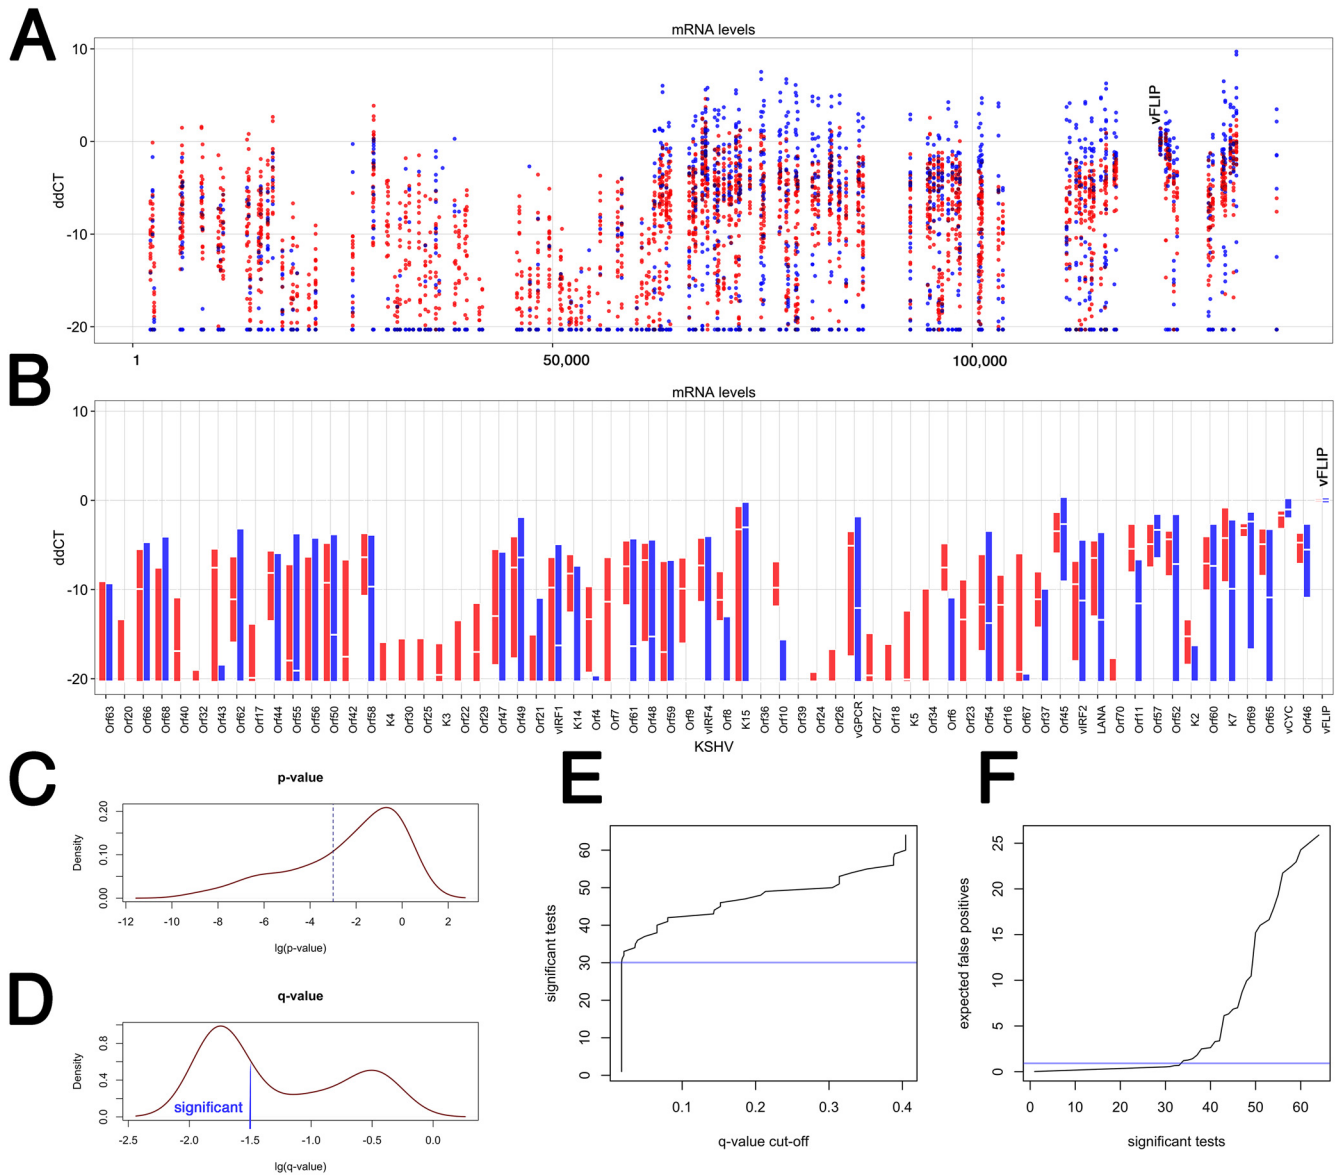 A
mRNA levels
ddCT
10
0
-10
-20
vFLIP
1
50,000
100,000
B
mRNA levels
ddCT
10
0
-10
-20
vFLIP
Orf63
Orf20
Orf66
Orf68
Orf40
Orf32
Orf43
Orf62
Orf17
Orf44
Orf55
Orf56
Orf50
Orf42
Orf58
K4
Orf30
Orf25
K3
Orf22
Orf29
Orf47
Orf49
Orf21
vIRF1
K14
Orf4
Orf7
Orf61
Orf48
Orf59
Orf9
vIRF4
Orf8
K15
Orf36
Orf10
Orf39
Orf24
Orf26
vGPCR
Orf27
Orf18
K5
Orf34
Orf6
Orf23
Orf54
Orf16
Orf67
Orf37
Orf45
vIRF2
LANA
Orf70
Orf11
Orf57
Orf52
K2
Orf60
K7
Orf69
Orf65
vCYC
Orf46
vFLIP
KSHV
C
p-value
Density
0.20
0.10
0.00
-12 -10 -8 -6 -4 -2 0 2
lg(p-value)
D
q-value
Density
0.8
0.4
0.0
significant
-2.5 -2.0 -1.5 -1.0 -0.5 0.0
lg(q-value)
E
significant tests
60
50
40
30
20
10
0
0.1 0.2 0.3 0.4
q-value cut-off
F
expected false positives
25
20
15
10
5
0
0 10 20 30 40 50 60
significant tests